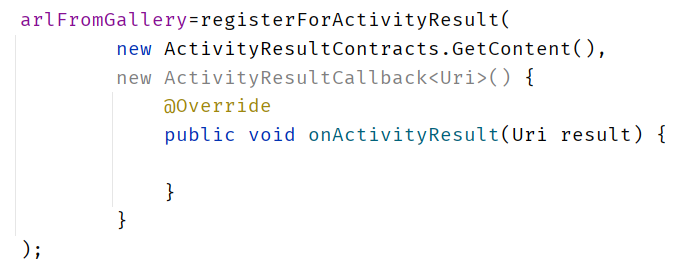 arlFromGallery=registerForActivityResult(
new ActivityResultContracts.GetContent(),
new ActivityResultCallback<Uri>() {
@Override
public void onActivityResult(Uri result) {
}
}
);